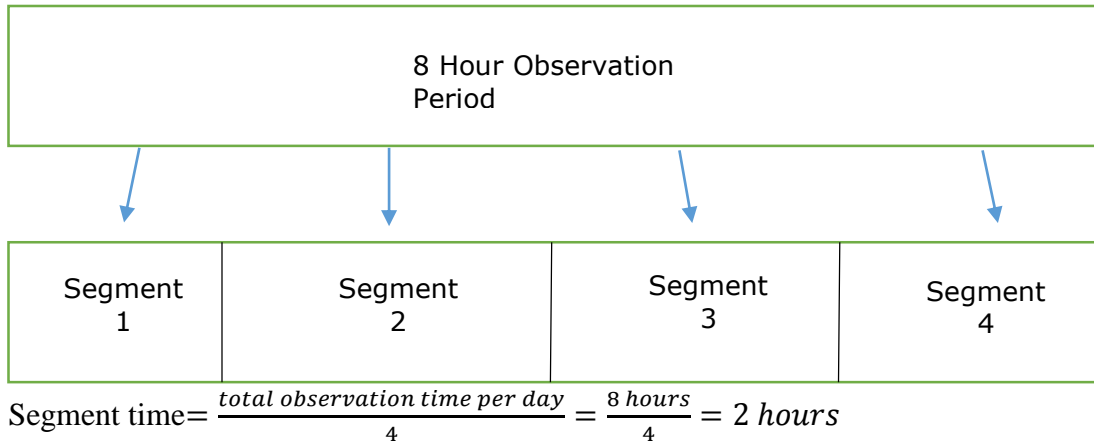 8 Hour Observation
Period
Segment
1
Segment
2
Segment
3
Segment
4
Segment time= total observation time per day / 4 = 8 hours / 4 = 2 hours